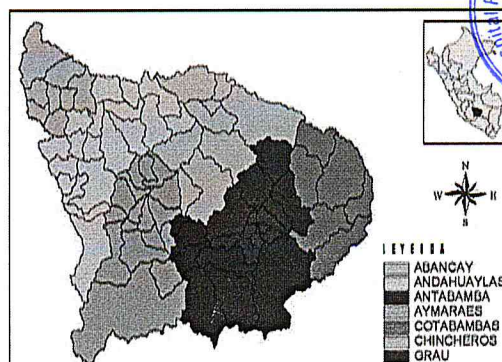 N
W E
S
LEYENDA
ABANCAY
ANDAHUAYLAS
ANTABAMBA
AYMARAES
COTABAMBAS
CHINCHEROS
GRAU